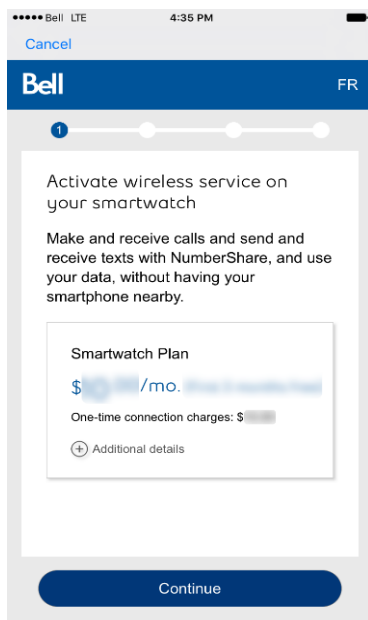 Bell LTE 4:35 PM
Cancel
Bell FR
1
Activate wireless service on
your smartwatch
Make and receive calls and send and
receive texts with NumberShare, and use
your data, without having your
smartphone nearby.
Smartwatch Plan
$ /mo.
One-time connection charges: $
Additional details
Continue